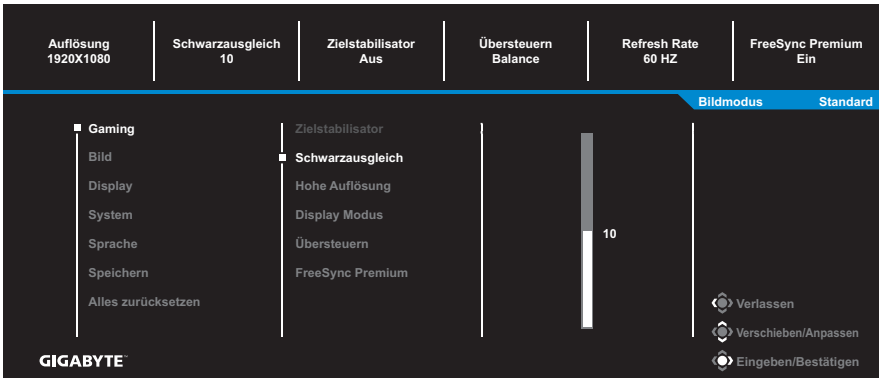 Auflösung
1920X1080
Schwarzausgleich
10
Zielstabilisator
Aus
Übersteuern
Balance
Refresh Rate
60 HZ
FreeSync Premium
Ein
Bildmodus Standard
Gaming
Bild
Display
System
Sprache
Speichern
Alles zurücksetzen
Zielstabilisator
Schwarzausgleich
Hohe Auflösung
Display Modus
Übersteuern
FreeSync Premium
10
Verlassen
Verschieben/Anpassen
Eingeben/Bestätigen
GIGABYTE™